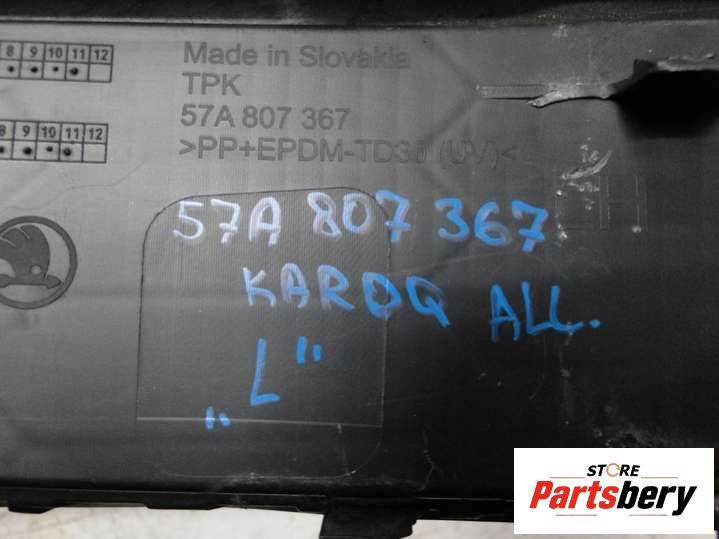 8 9 10 11 12
Made in Slovakia
TPK
57A 807 367
>PP+EPDM-TD30 (UV)<
8 9 10 11 12
57A 807 367
KAROQ ALL.
„L"
STORE
Partsbery